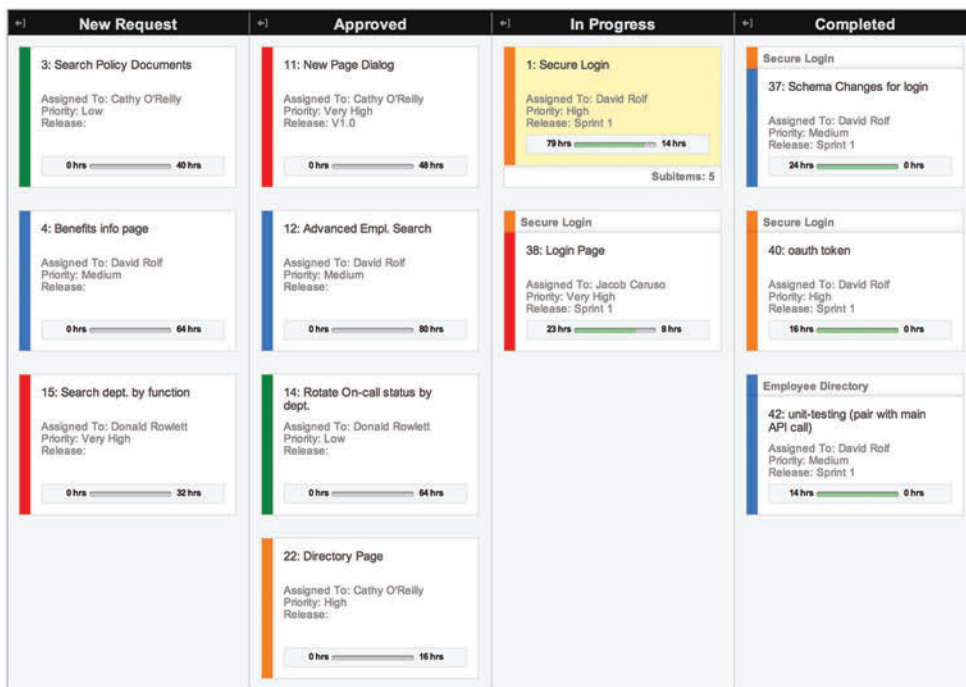 New Request
3: Search Policy Documents
Assigned To: Cathy O'Reilly
Priority: Low
Release:
0 hrs 40 hrs
4: Benefits info page
Assigned To: David Rolf
Priority: Medium
Release:
0 hrs 64 hrs
15: Search dept. by function
Assigned To: Donald Rowlett
Priority: Very High
Release:
0 hrs 32 hrs
Approved
11: New Page Dialog
Assigned To: Cathy O'Reilly
Priority: Very High
Release: V1.0
0 hrs 48 hrs
12: Advanced Empl. Search
Assigned To: David Rolf
Priority: Medium
Release:
0 hrs 80 hrs
14: Rotate On-call status by
dept.
Assigned To: Donald Rowlett
Priority: Low
Release:
0 hrs 64 hrs
22: Directory Page
Assigned To: Cathy O'Reilly
Priority: High
Release:
0 hrs 16 hrs
In Progress
1: Secure Login
Assigned To: David Rolf
Priority: High
Release: Sprint 1
79 hrs 14 hrs
Subitems: 5
Secure Login
38: Login Page
Assigned To: Jacob Caruso
Priority: Very High
Release: Sprint 1
23 hrs 8 hrs
Completed
Secure Login
37: Schema Changes for login
Assigned To: David Rolf
Priority: Medium
Release: Sprint 1
24 hrs 0 hrs
Secure Login
40: oauth token
Assigned To: David Rolf
Priority: High
Release: Sprint 1
16 hrs 0 hrs
Employee Directory
42: unit-testing (pair with main
API call)
Assigned To: David Rolf
Priority: Medium
Release: Sprint 1
14 hrs 0 hrs